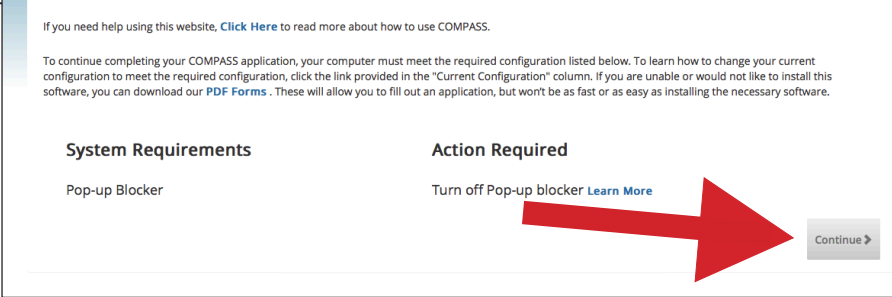 If you need help using this website, Click Here to read more about how to use COMPASS.
To continue completing your COMPASS application, your computer must meet the required configuration listed below. To learn how to change your current
configuration to meet the required configuration, click the link provided in the "Current Configuration" column. If you are unable or would not like to install this
software, you can download our PDF Forms . These will allow you to fill out an application, but won't be as fast or as easy as installing the necessary software.
System Requirements
Action Required
Pop-up Blocker
Turn off Pop-up blocker Learn More
Continue